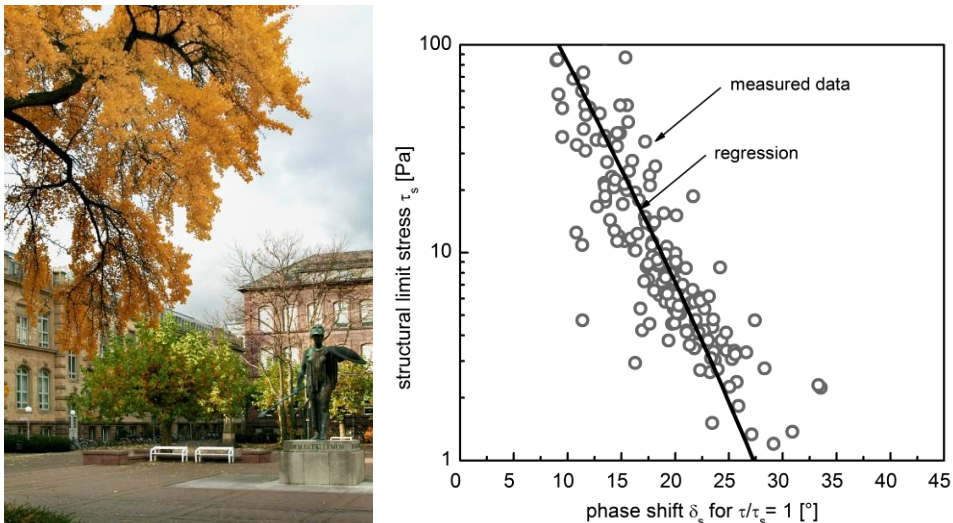 100
10
1
structural limit stress τs [Pa]
measured data
regression
0 5 10 15 20 25 30 35 40 45
phase shift δs for τ/τs= 1 [°]